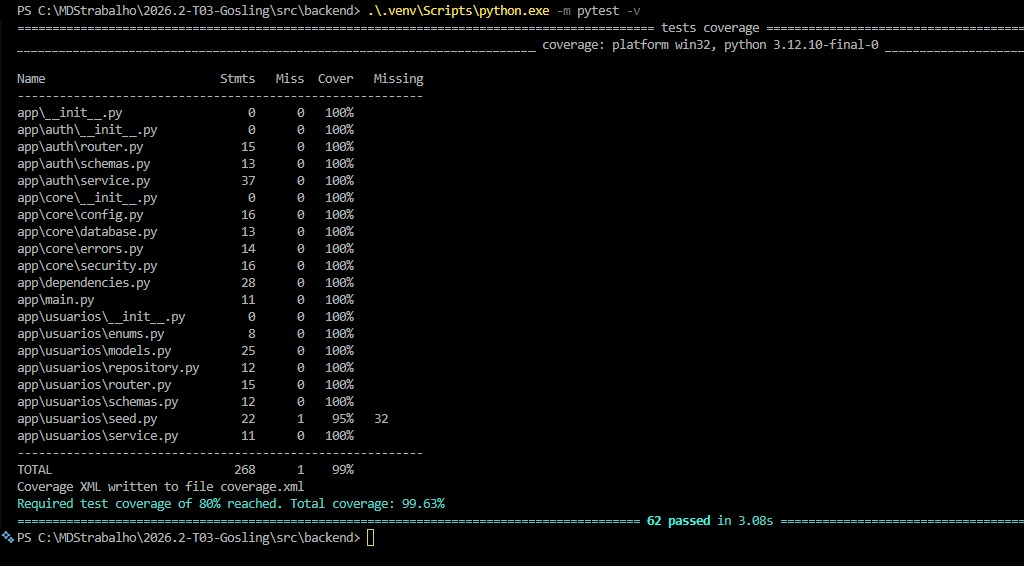 PS C:\MDStrabalho\2026.2-T03-Gosling\src\backend> .\.venv\Scripts\python.exe -m pytest -v
=================================================================================== tests coverage ===================================
____________________________________________________________________ coverage: platform win32, python 3.12.10-final-0 __________________
Name                        Stmts   Miss  Cover   Missing
----------------------------------------------------
app\__init__.py                 0      0   100%
app\auth\__init__.py            0      0   100%
app\auth\router.py             15      0   100%
app\auth\schemas.py            13      0   100%
app\auth\service.py            37      0   100%
app\core\__init__.py            0      0   100%
app\core\config.py             16      0   100%
app\core\database.py           13      0   100%
app\core\errors.py             14      0   100%
app\core\security.py           16      0   100%
app\dependencies.py            28      0   100%
app\main.py                    11      0   100%
app\usuarios\__init__.py        0      0   100%
app\usuarios\enums.py           8      0   100%
app\usuarios\models.py         25      0   100%
app\usuarios\repository.py     12      0   100%
app\usuarios\router.py         15      0   100%
app\usuarios\schemas.py        12      0   100%
app\usuarios\seed.py           22      1    95%   32
app\usuarios\service.py        11      0   100%
----------------------------------------------------
TOTAL                         268      1    99%
Coverage XML written to file coverage.xml
Required test coverage of 80% reached. Total coverage: 99.63%
================================================================================= 62 passed in 3.08s =================================
PS C:\MDStrabalho\2026.2-T03-Gosling\src\backend>